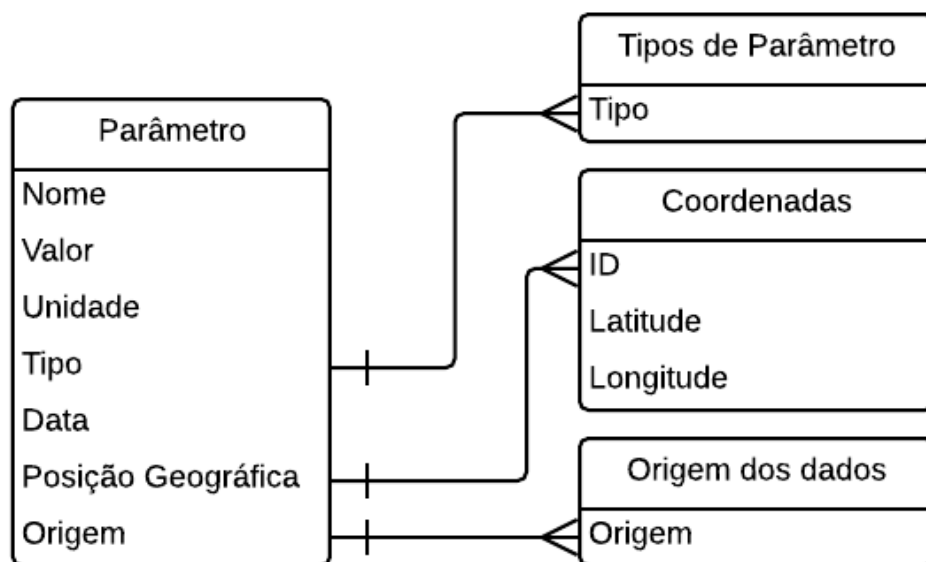 Parâmetro
Nome
Valor
Unidade
Tipo
Data
Posição Geográfica
Origem
Tipos de Parâmetro
Tipo
Coordenadas
ID
Latitude
Longitude
Origem dos dados
Origem